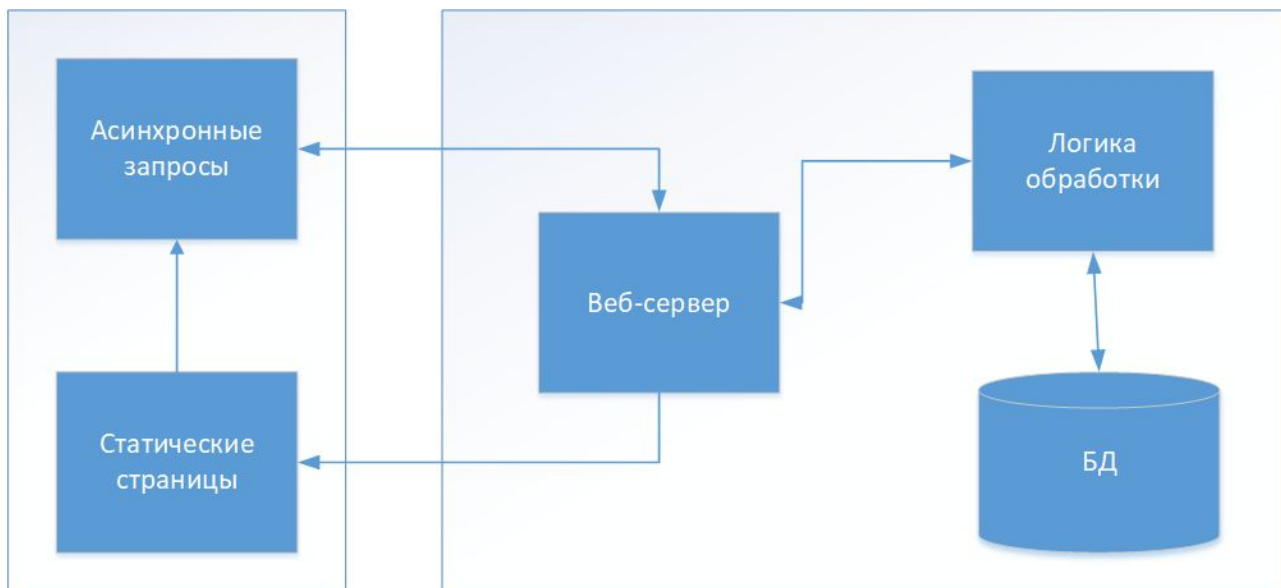 Асинхронные
запросы
Логика
обработки
Веб-сервер
Статические
страницы
БД